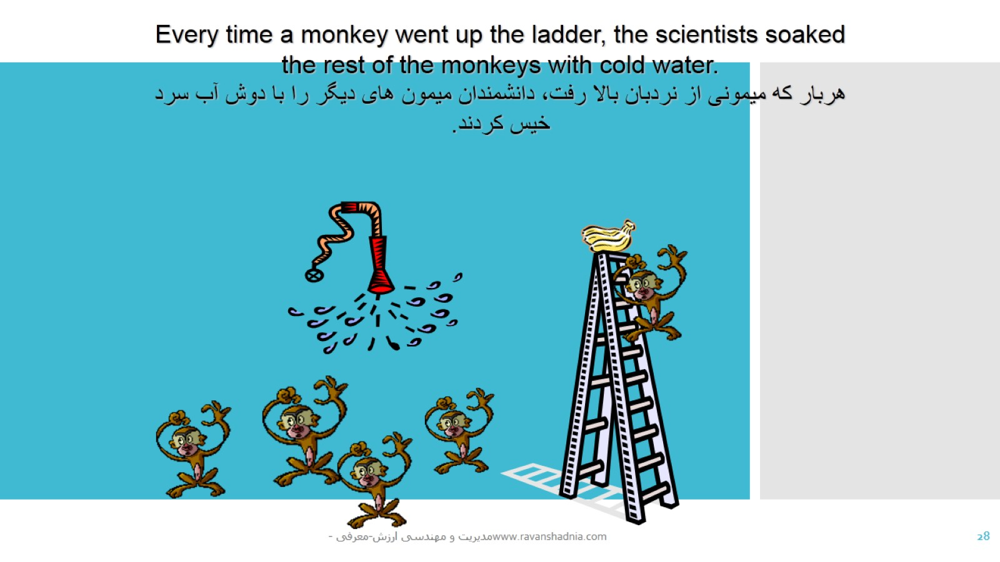 Every time a monkey went up the ladder, the scientists soaked
the rest of the monkeys with cold water.
هربار که میمونی از نردبان بالا رفت، دانشمندان میمون های دیگر را با دوش آب سرد
خیس کردند.
مدیریت و مهندسی ارزش-معرفی - www.ravanshadnia.com
28